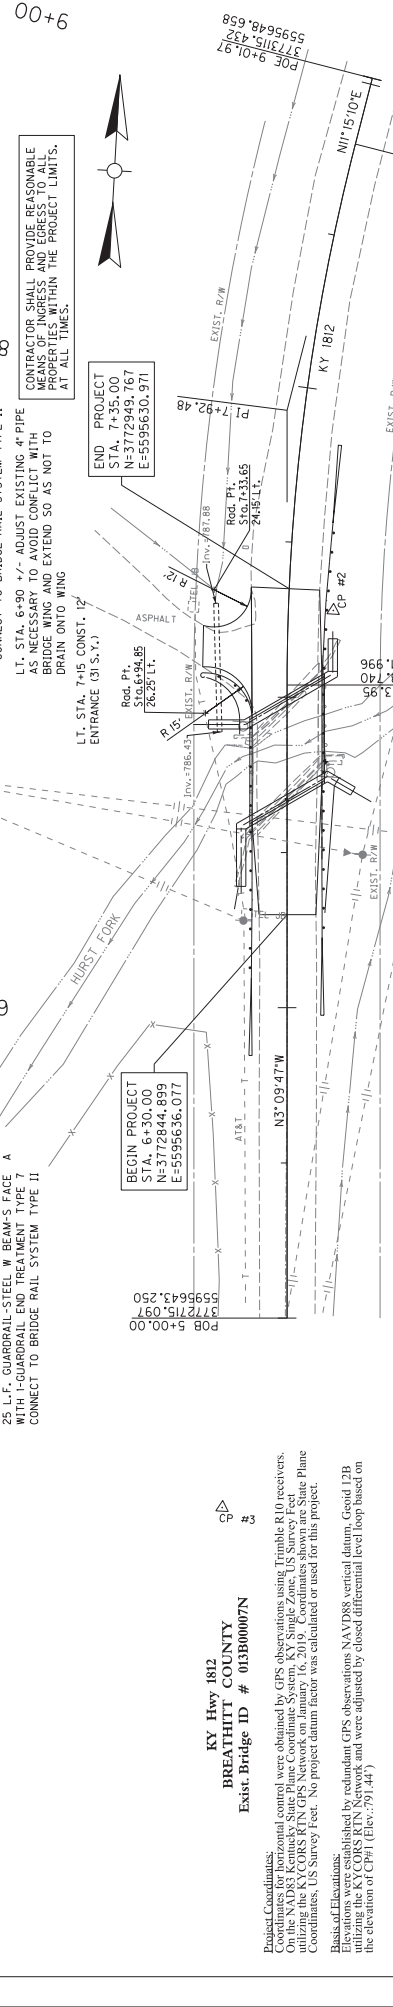 9+00
POE 9+01.97
3773115.432
5595648.658
N11°15'10"E
CONTRACTOR SHALL PROVIDE REASONABLE
MEANS OF INGRESS AND EGRESS TO ALL
PROPERTIES WITHIN THE PROJECT LIMITS.
AT ALL TIMES.
EXIST. R/W
KY 1812
8
PI 7+92.48
END PROJECT
STA. 7+35.00
N=3772949.767
E=5595630.971
EXIST. R/W
LT. STA. 6+90 +/- ADJUST EXISTING 4" PIPE
AS NECESSARY TO AVOID CONFLICT WITH
BRIDGE WING AND EXTEND SO AS NOT TO
DRAIN ONTO WING
Rad. Pt.
Sta.7+33.65
24.15' Lt.
Inv.=787.88
R 12'
ASPHALT
LT. STA. 7+15 CONST. 12'
ENTRANCE (31 S.Y.)
CP #2
Rad. Pt.
Sta.6+94.85
26.25' Lt.
R 15'
EXIST. R/W
Inv.=786.43
3.95
.740
.996
EXIST. R/W
HURST FORK
9
BEGIN PROJECT
STA. 6+30.00
N=3772844.899
E=5595636.077
AT&T
N3°09'47"W
25 L.F. GUARDRAIL-STEEL W BEAM-S FACE A
WITH 1-GUARDRAIL END TREATMENT TYPE 7
CONNECT TO BRIDGE RAIL SYSTEM TYPE II
POB 5+00.00
3772715.097
5595643.250
CP #3
KY Hwy 1812
BREATHITT COUNTY
Exist. Bridge ID # 013B00007N
Project Coordinates:
Coordinates for horizontal control were obtained by GPS observations using Trimble R10 receivers.
On the NAD83 Kentucky State Plane Coordinate System, KY Single Zone, US Survey Feet
utilizing the KYCORS RTN GPS Network on January 16, 2019. Coordinates shown are State Plane
Coordinates, US Survey Feet. No project datum factor was calculated or used for this project.
Basis of Elevations:
Elevations were established by redundant GPS observations NAVD88 vertical datum, Geoid 12B
utilizing the KYCORS RTN Network and were adjusted by closed differential level loop based on
the elevation of CP#1 (Elev.:791.44')